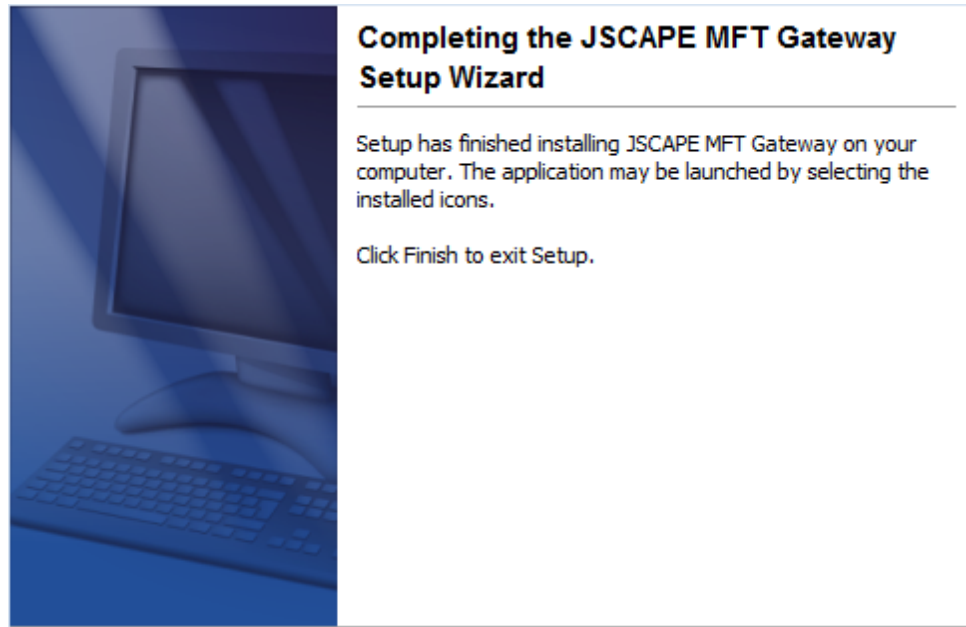 Completing the JSCAPE MFT Gateway
Setup Wizard
Setup has finished installing JSCAPE MFT Gateway on your
computer. The application may be launched by selecting the
installed icons.
Click Finish to exit Setup.